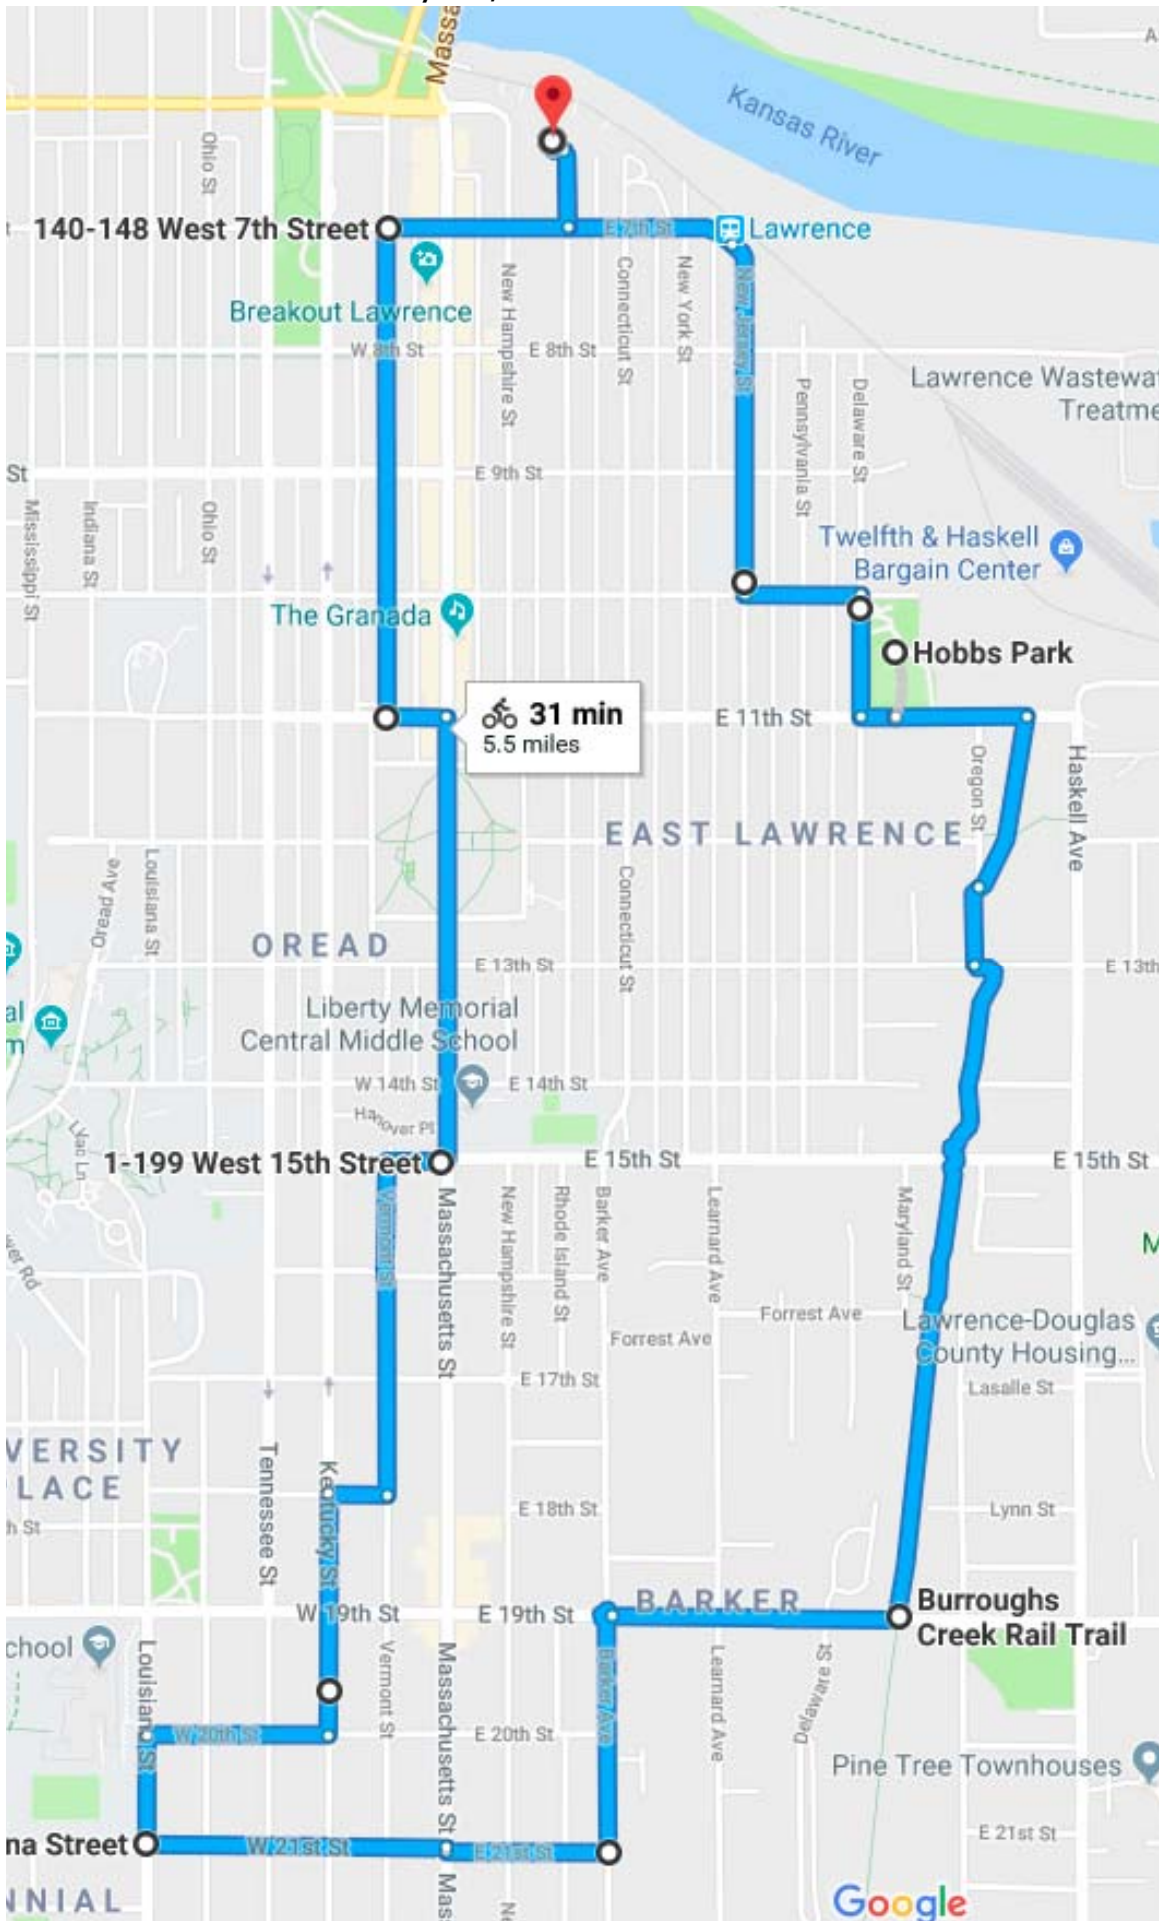 Massa
Kansas River
Ohio St
140-148 West 7th Street
E 7th St
Lawrence
Breakout Lawrence
New Hampshire St
Connecticut St
New York St
New Jersey St
W 8th St
E 8th St
Pennsylvania St
Delaware St
Lawrence Wastewat
Treatme
St
E 9th St
Mississippi St
Indiana St
Ohio St
Twelfth & Haskell
Bargain Center
The Granada
Hobbs Park
31 min
5.5 miles
E 11th St
Oregon St
Haskell Ave
EAST LAWRENCE
Oread Ave
Louisiana St
Connecticut St
OREAD
E 13th St
E 13th
al
m
Liberty Memorial
Central Middle School
W 14th St
E 14th St
Hanover Pl
Lilac Ln
1-199 West 15th Street
E 15th St
E 15th St
Vermont St
Massachusetts St
New Hampshire St
Rhode Island St
Barker Ave
Learnard Ave
Maryland St
M
wer Rd
Forrest Ave
Forrest Ave
Lawrence-Douglas
County Housing...
E 17th St
Lasalle St
VERSITY
LACE
Tennessee St
Kentucky St
h St
E 18th St
Lynn St
W 19th St
E 19th St
BARKER
Burroughs
Creek Rail Trail
chool
Louisiana St
Vermont St
Massachusetts St
Barker Ave
Learnard Ave
Delaware St
W 20th St
E 20th St
Pine Tree Townhouses
ma Street
W 21st St
E 21st St
E 21st St
NNIAL
Mass
Ne
Google